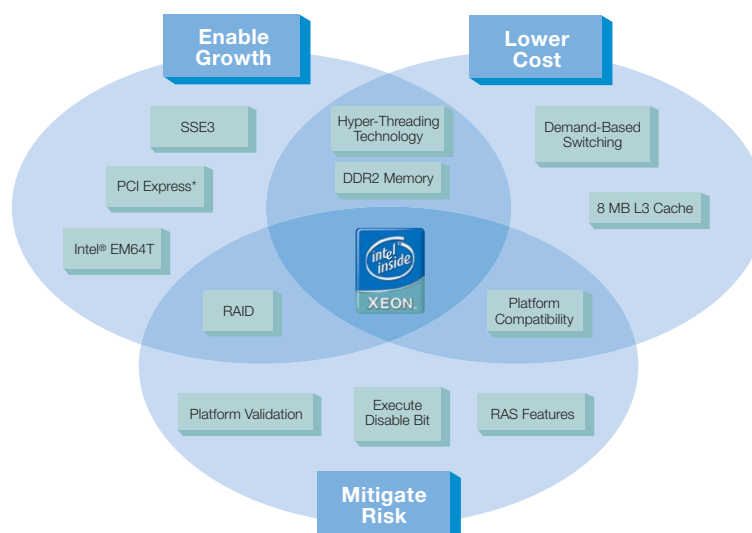 Enable
Growth
Lower
Cost
SSE3
Hyper-Threading
Technology
Demand-Based
Switching
PCI Express*
DDR2 Memory
8 MB L3 Cache
Intel® EM64T
intel
inside
XEON™
RAID
Platform
Compatibility
Platform Validation
Execute
Disable Bit
RAS Features
Mitigate
Risk